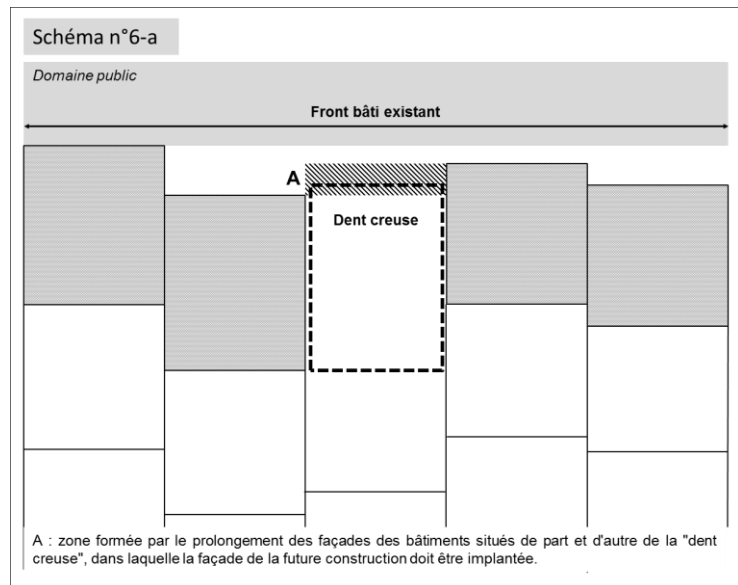 Schéma n°6-a
Domaine public
Front bâti existant
A
Dent creuse
A : zone formée par le prolongement des façades des bâtiments situés de part et d'autre de la "dent
creuse", dans laquelle la façade de la future construction doit être implantée.